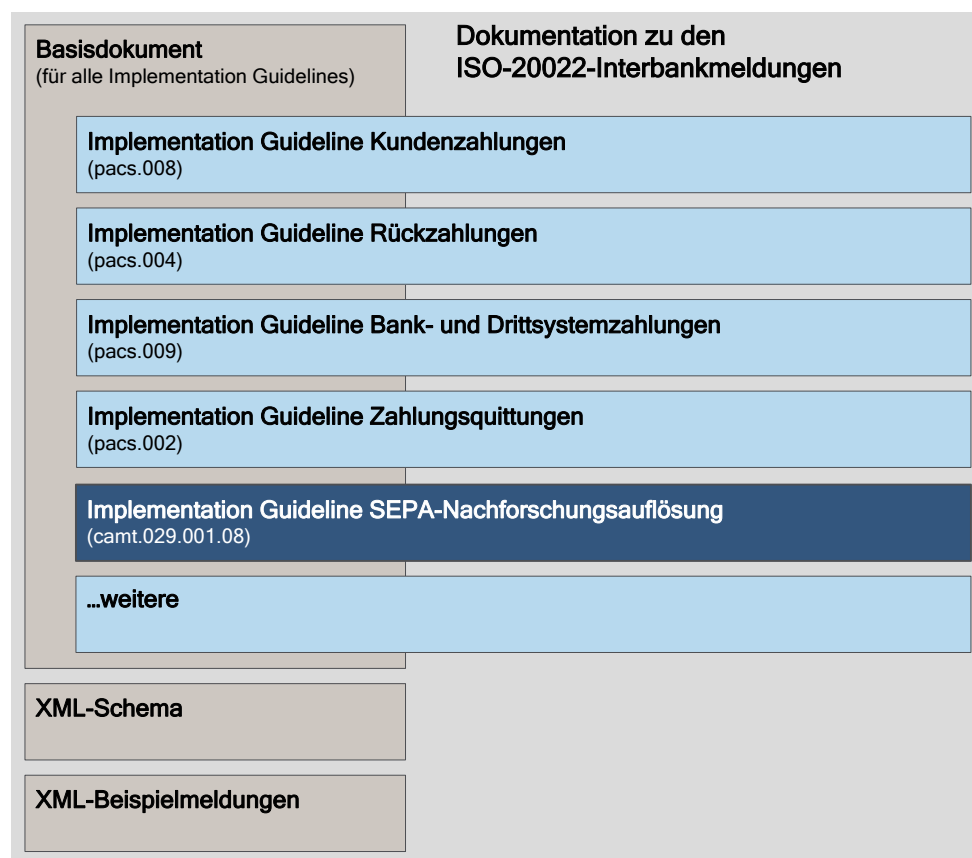 Basisdokument
(für alle Implementation Guidelines)
Dokumentation zu den
ISO-20022-Interbankmeldungen
Implementation Guideline Kundenzahlungen
(pacs.008)
Implementation Guideline Rückzahlungen
(pacs.004)
Implementation Guideline Bank- und Drittsystemzahlungen
(pacs.009)
Implementation Guideline Zahlungsquittungen
(pacs.002)
Implementation Guideline SEPA-Nachforschungsauflösung
(camt.029.001.08)
…weitere
XML-Schema
XML-Beispielmeldungen